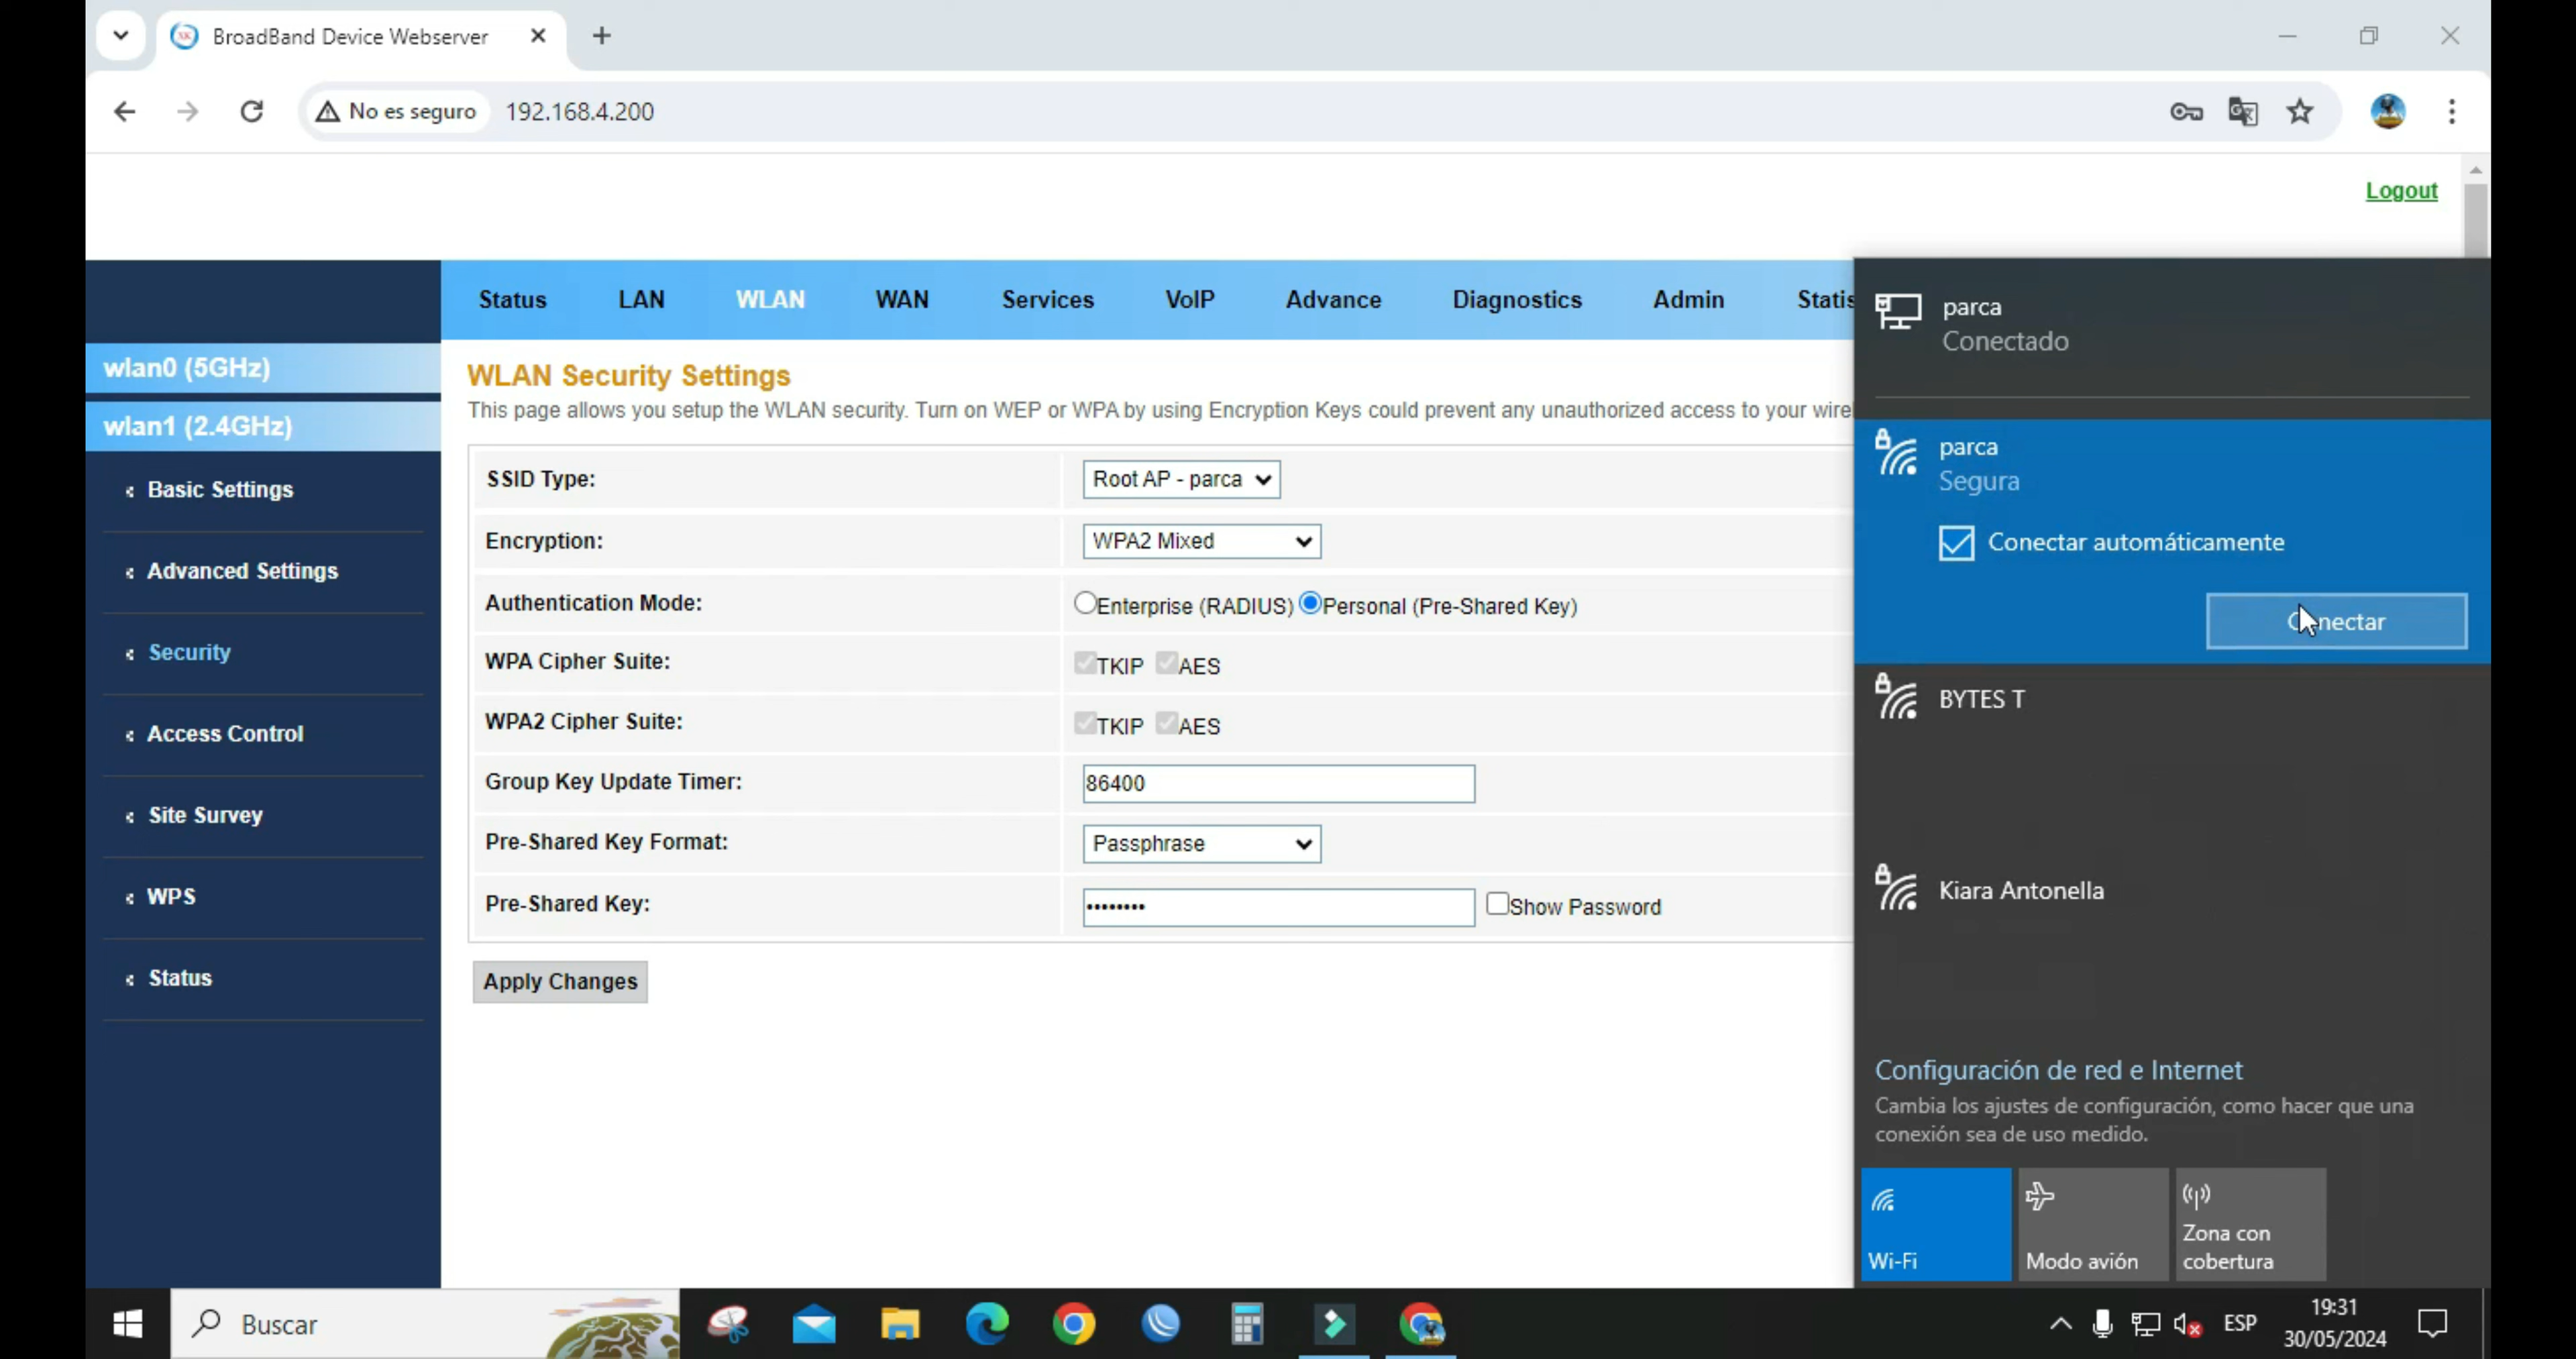 BroadBand Device Webserver
No es seguro
192.168.4.200
Logout
Status LAN WLAN WAN Services VoIP Advance Diagnostics Admin Statis
wlan0 (5GHz)
wlan1 (2.4GHz)
Basic Settings
Advanced Settings
Security
Access Control
Site Survey
WPS
Status
WLAN Security Settings
This page allows you setup the WLAN security. Turn on WEP or WPA by using Encryption Keys could prevent any unauthorized access to your wire
SSID Type: Root AP - parca
Encryption: WPA2 Mixed
Authentication Mode: Enterprise (RADIUS) Personal (Pre-Shared Key)
WPA Cipher Suite: TKIP AES
WPA2 Cipher Suite: TKIP AES
Group Key Update Timer: 86400
Pre-Shared Key Format: Passphrase
Pre-Shared Key: •••••••• Show Password
Apply Changes
parca
Conectado
parca
Segura
Conectar automáticamente
Conectar
BYTES T
Kiara Antonella
Configuración de red e Internet
Cambia los ajustes de configuración, como hacer que una
conexión sea de uso medido.
Wi-Fi
Modo avión
Zona con
cobertura
Buscar
ESP
19:31
30/05/2024